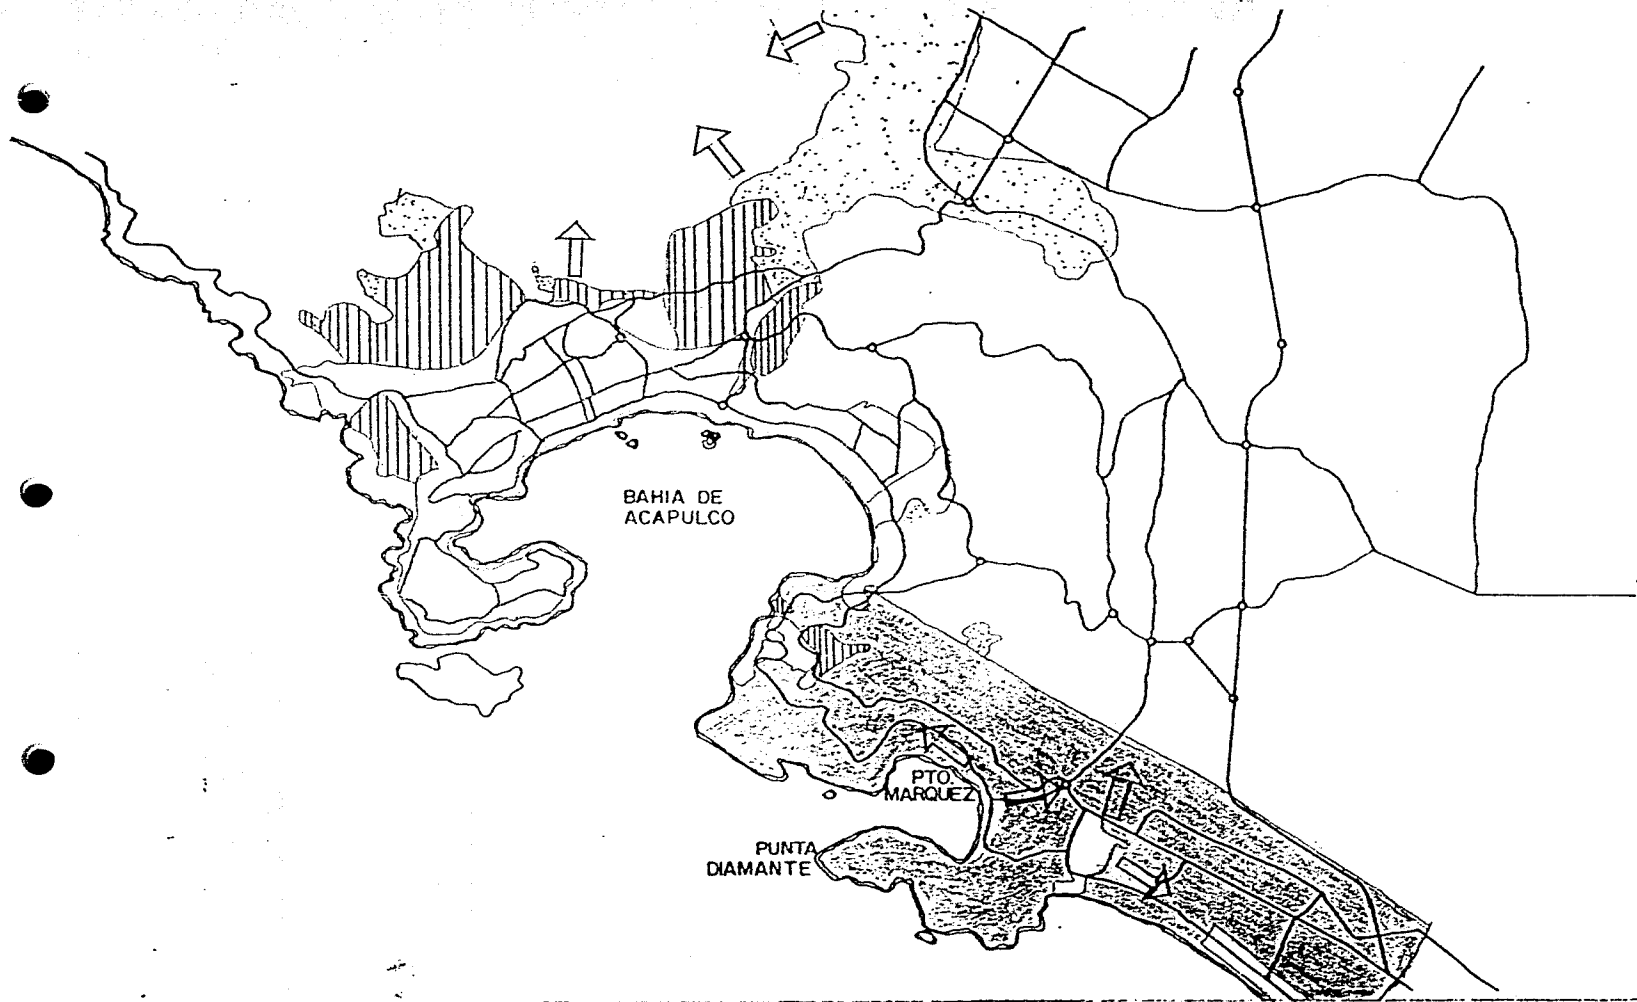 BAHIA DE
ACAPULCO
PTO.
MARQUEZ
PUNTA
DIAMANTE